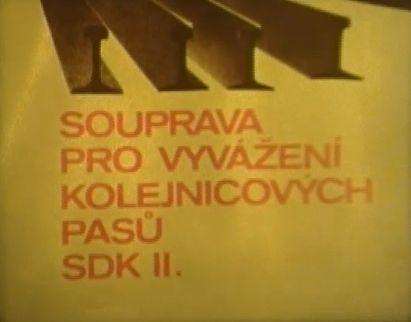 SOUPRAVA
PRO VYVÁŽENÍ
KOLEJNICOVÝCH
PASŮ
SDK II.